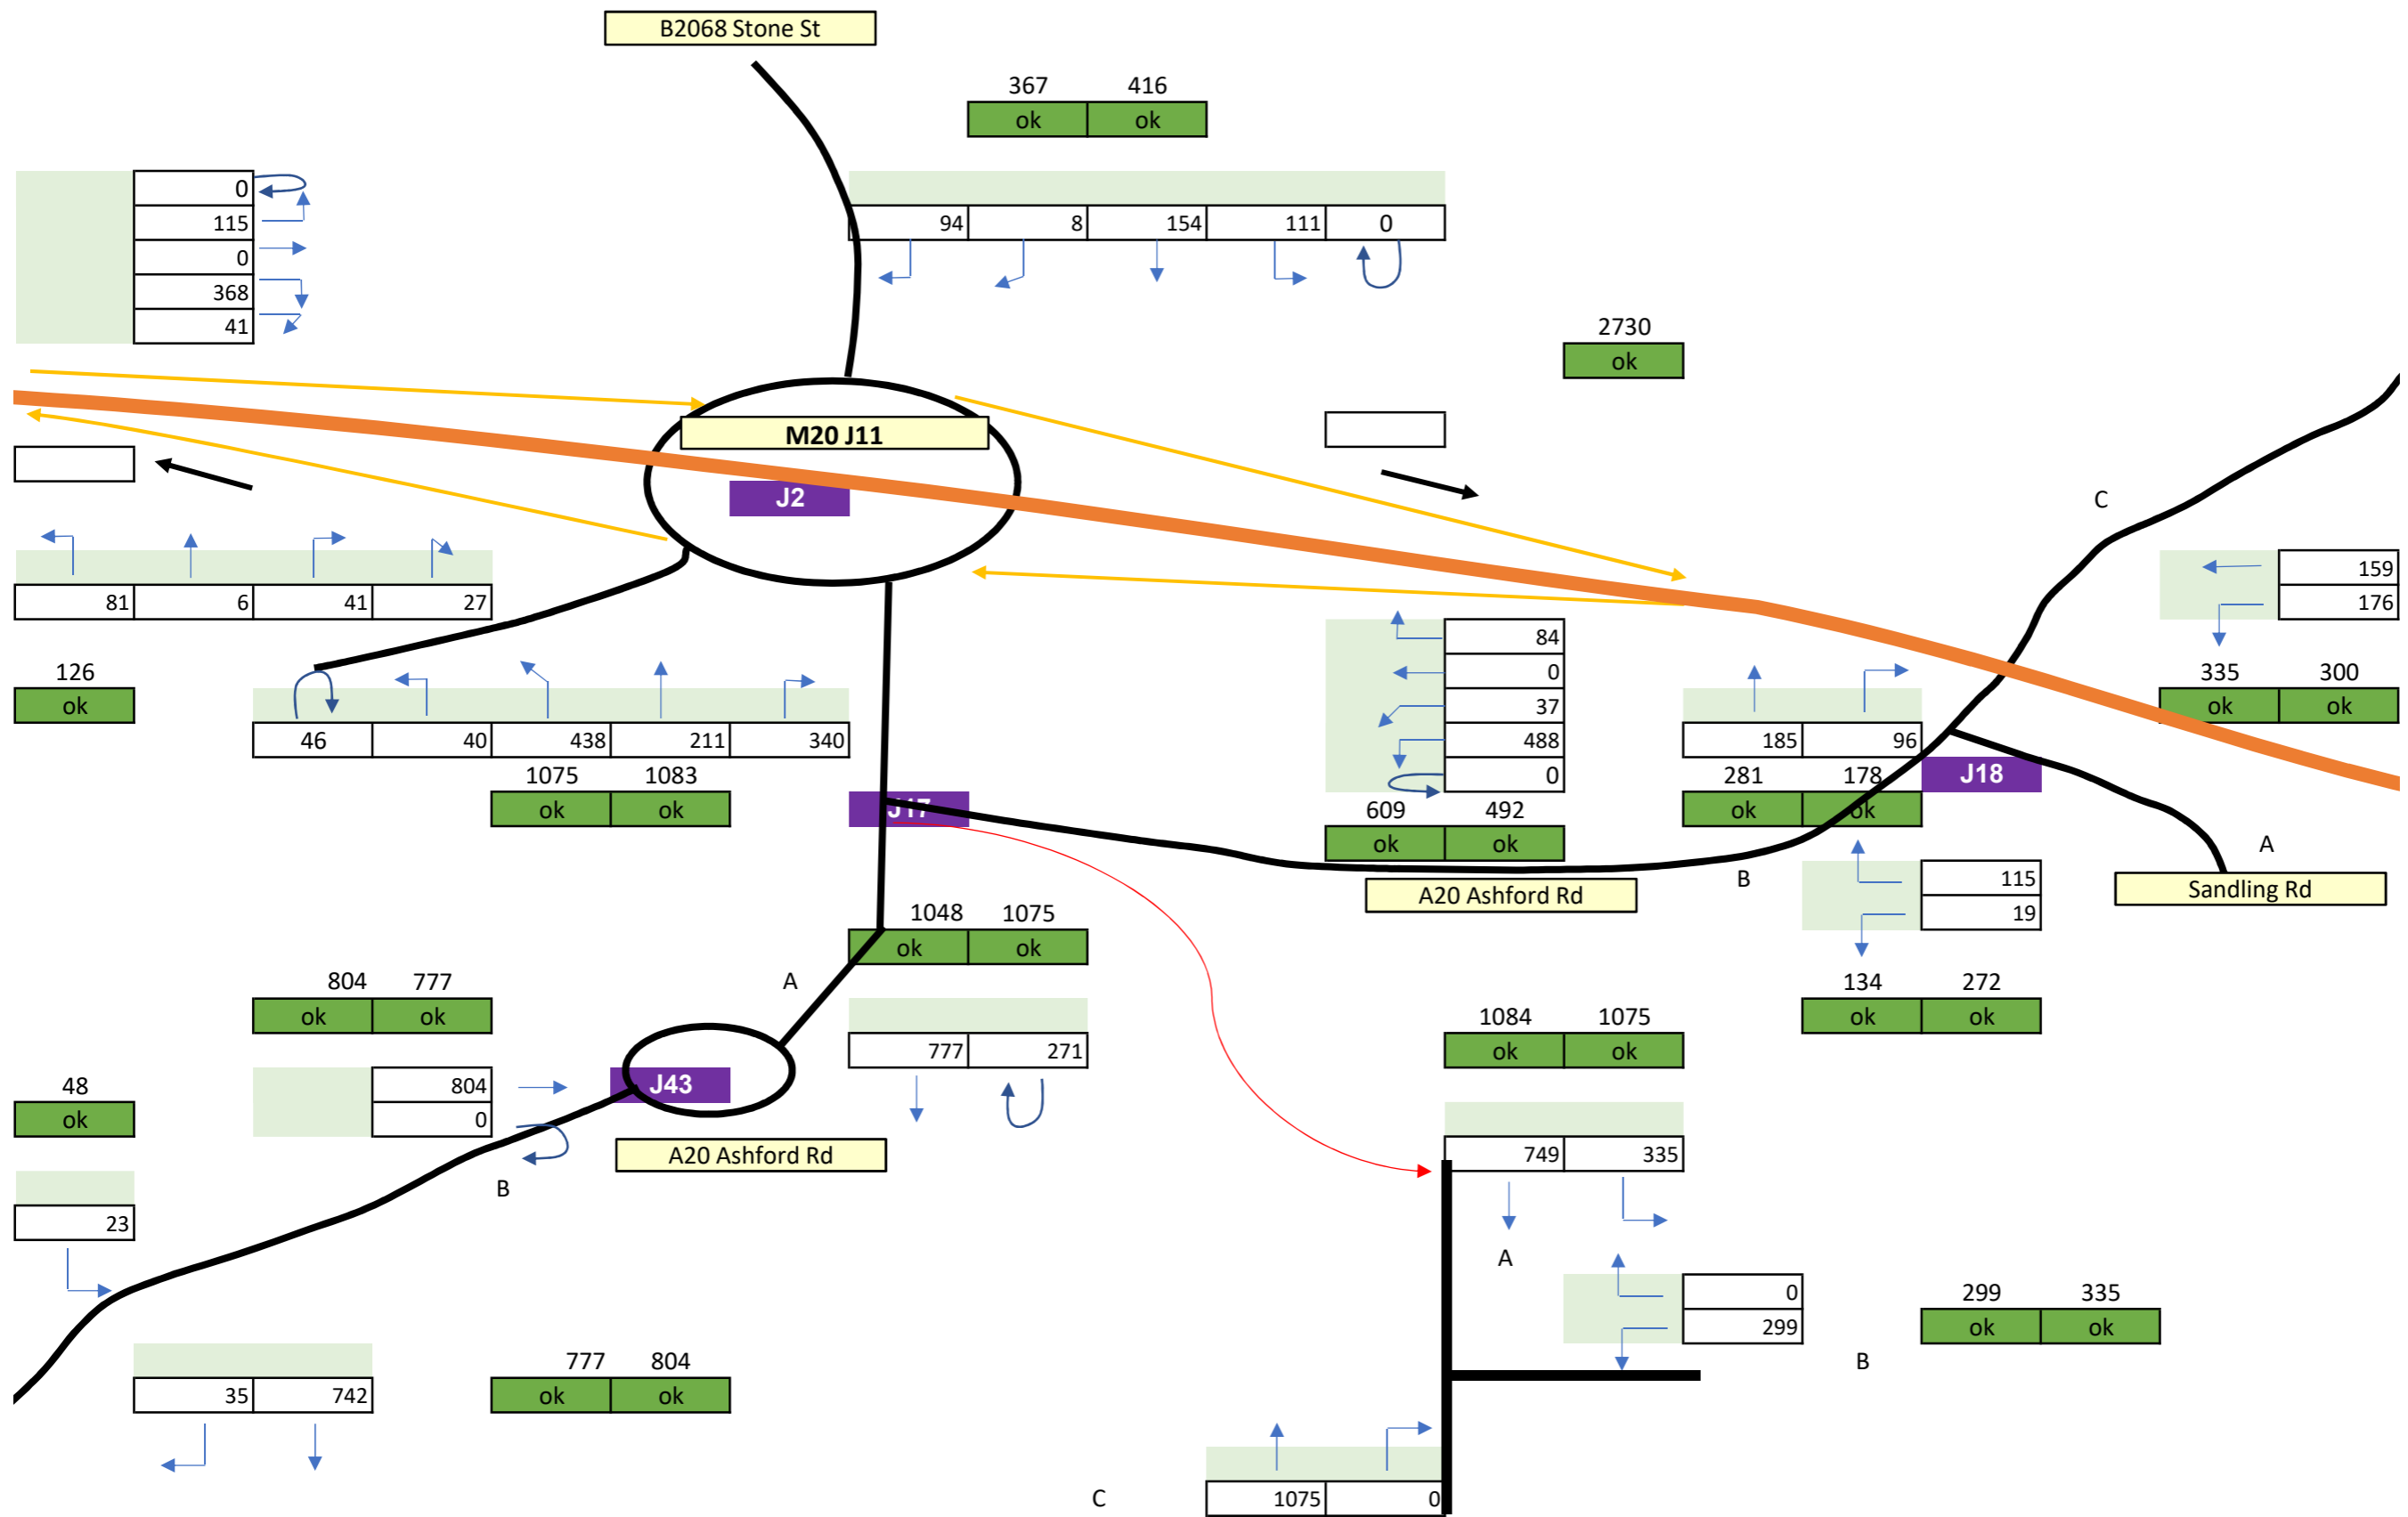 B2068 Stone St
367 416
ok ok
0
115
0
368
41
94 8 154 111 0
2730
ok
M20 J11
J2
C
81 6 41 27
159
176
126
ok
84
0
37
488
0
335 300
ok ok
46 40 438 211 340
185 96
1075 1083
ok ok
J17
609 492
ok ok
281 178
ok ok
J18
A
B
A20 Ashford Rd
115
19
Sandling Rd
1048 1075
ok ok
804 777
ok ok
A
134 272
ok ok
1084 1075
ok ok
777 271
48
ok
804
0
J43
A20 Ashford Rd
749 335
B
23
A
0
299
299 335
ok ok
B
35 742
777 804
ok ok
C
1075 0